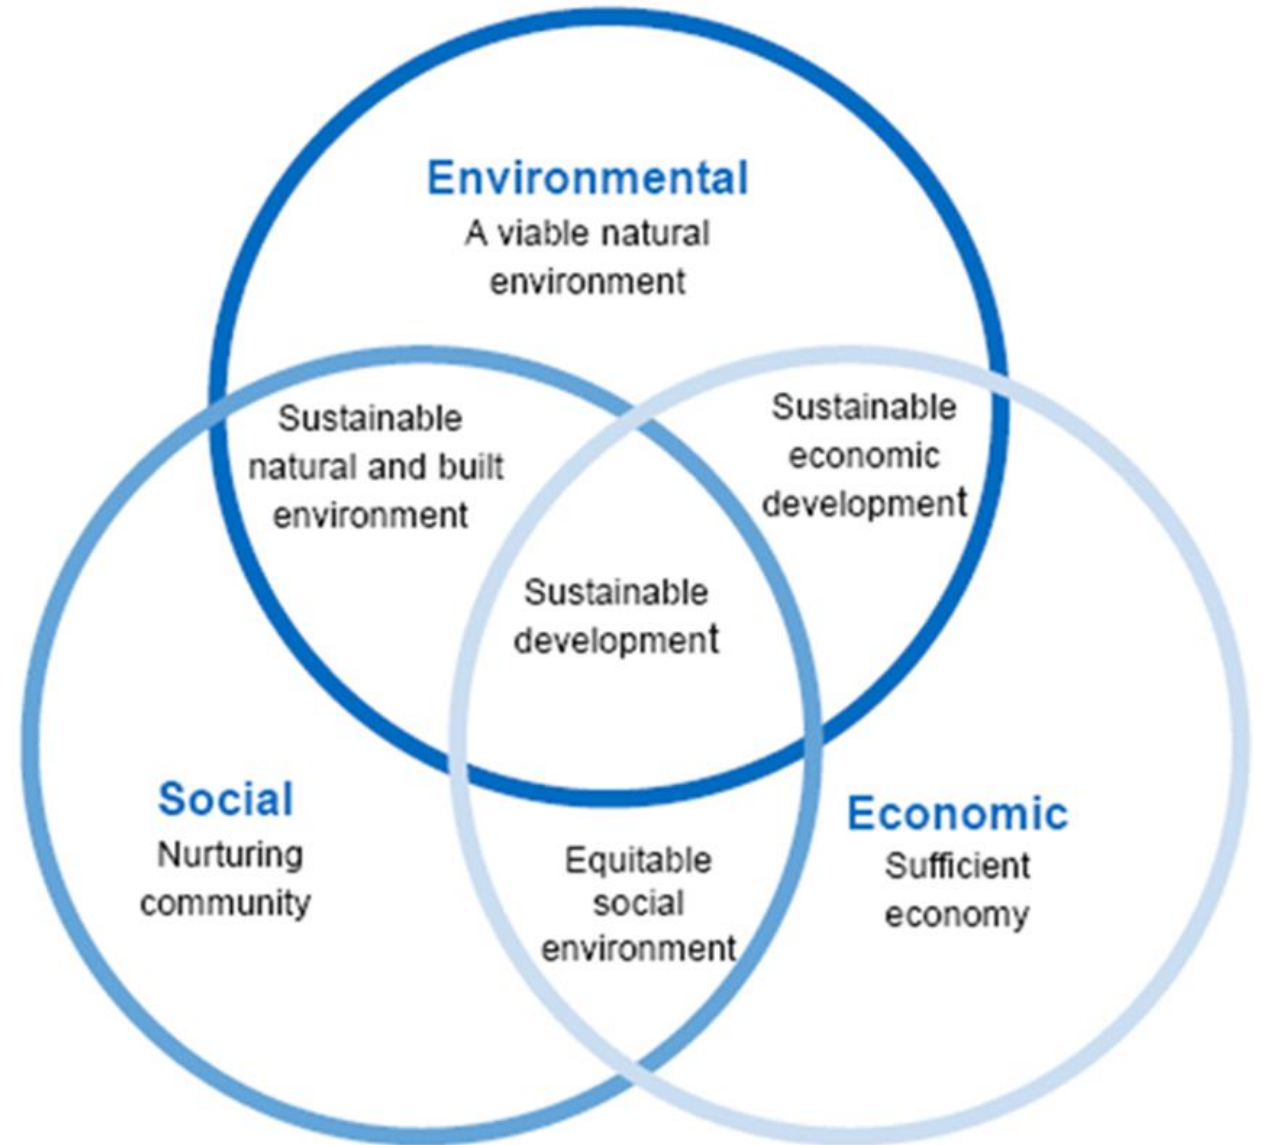 Environmental
A viable natural
environment
Sustainable
natural and built
environment
Sustainable
economic
development
Sustainable
development
Social
Nurturing
community
Equitable
social
environment
Economic
Sufficient
economy